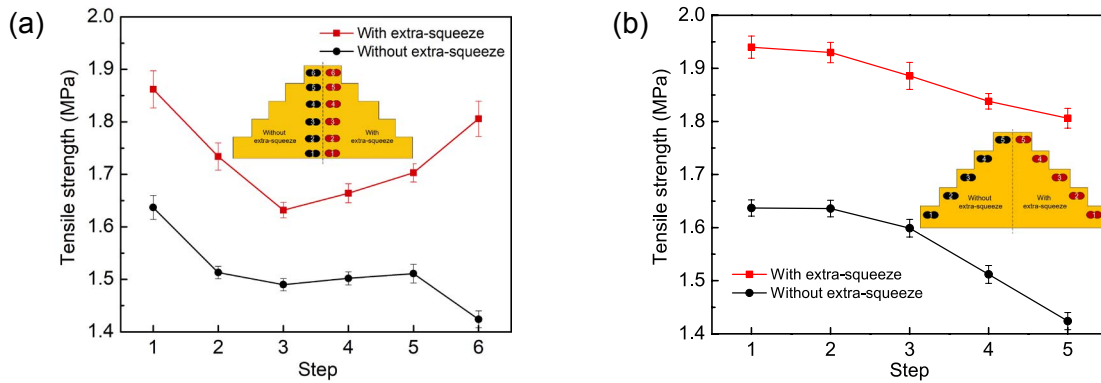 (a)
2.0
1.9
1.8
1.7
1.6
1.5
1.4
Tensile strength (MPa)
With extra-squeeze
Without extra-squeeze
Without
extra-squeeze
With
extra-squeeze
1 2 3 4 5 6
Step
(b)
2.0
1.9
1.8
1.7
1.6
1.5
1.4
Tensile strength (MPa)
Without
extra-squeeze
With
extra-squeeze
With extra-squeeze
Without extra-squeeze
1 2 3 4 5
Step